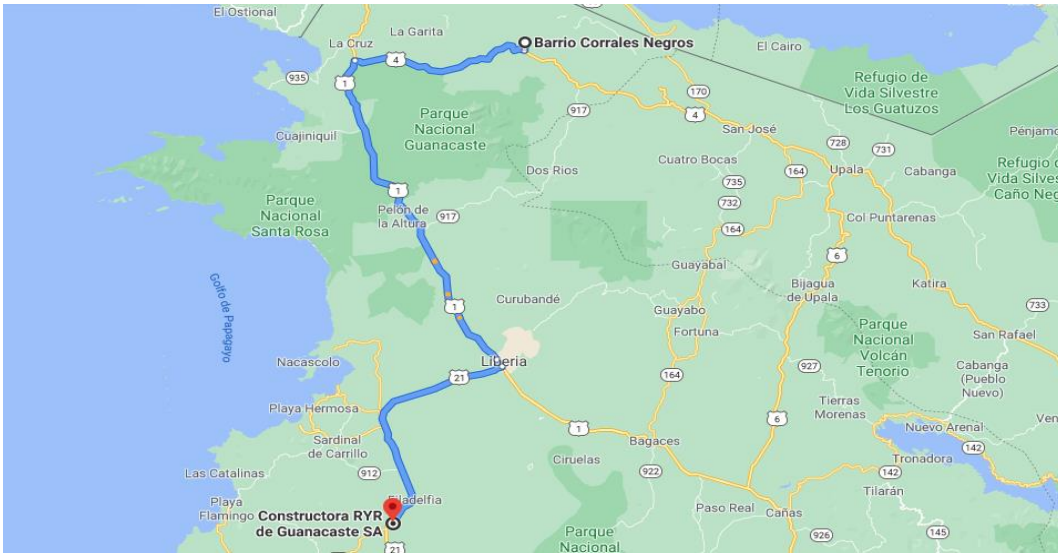 El Ostional
La Garita
La Cruz
Barrio Corrales Negros
El Cairo
Refugio de
Vida Silvestre
Los Guatuzos
4
935
1
170
917
4
San José
728
731
Pénjamo
Parque
Nacional
Guanacaste
Cuajiniquil
Dos Rios
Cuatro Bocas
164
Upala
Cabanga
Refugio d
Vida Silves
Caño Neg
735
732
1
Pelón de
la Altura
917
Parque
Nacional
Santa Rosa
164
Col Puntarenas
6
Guayabal
Golfo de Papagayo
Curubandé
1
Guayabo
Bijagua
de Upala
Katira
Fortuna
733
San Rafael
Parque
Nacional
Volcán
Tenorio
Nacascolo
Liberia
21
164
927
Cabanga
(Pueblo
Nuevo)
Playa Hermosa
Tierras
Morenas
6
Ven
Nuevo Arenal
1
Sardinal
de Carrillo
Bagaces
142
Ciruelas
Tronadora
Las Catalinas
912
922
142
Tilarán
Playa
Flamingo
Filadelfia
Constructora RYR
de Guanacaste SA
Paso Real
Cañas
Parque
Nacional
926
145
21